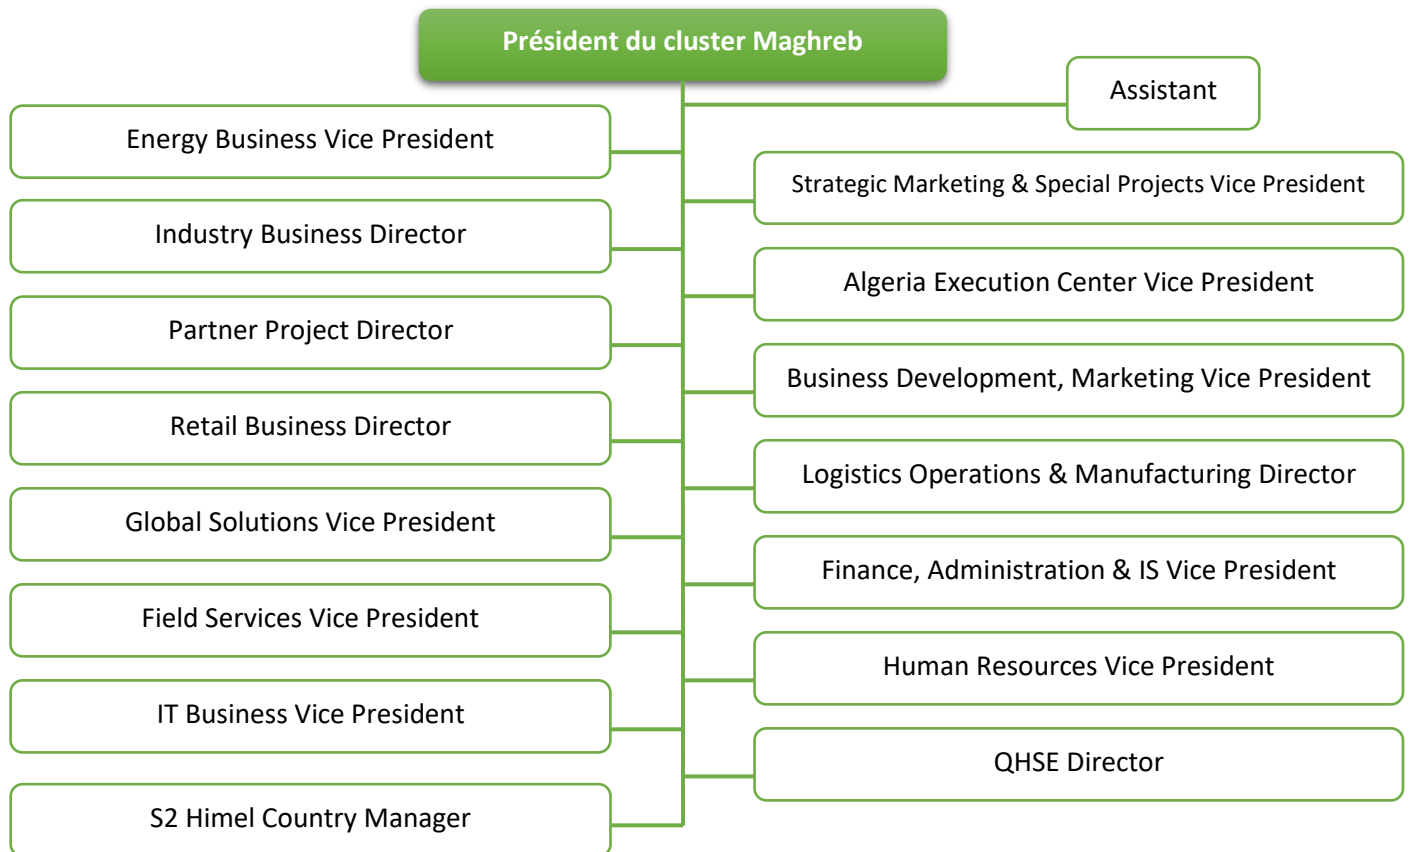 Président du cluster Maghreb
Assistant
Energy Business Vice President
Strategic Marketing & Special Projects Vice President
Industry Business Director
Algeria Execution Center Vice President
Partner Project Director
Business Development, Marketing Vice President
Retail Business Director
Logistics Operations & Manufacturing Director
Global Solutions Vice President
Finance, Administration & IS Vice President
Field Services Vice President
Human Resources Vice President
IT Business Vice President
QHSE Director
S2 Himel Country Manager